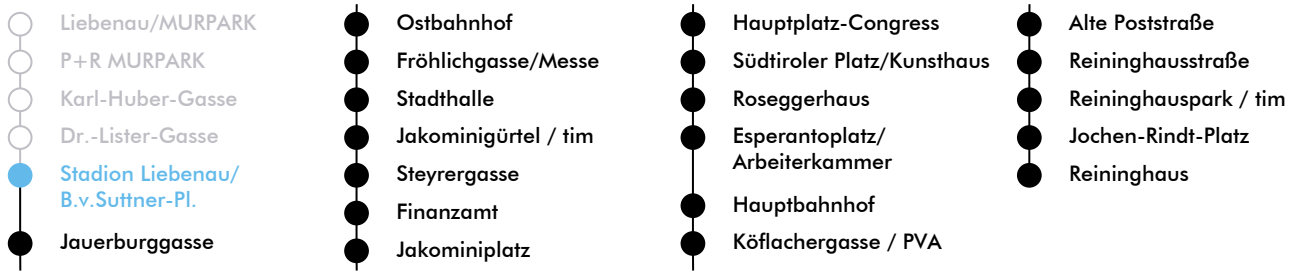 Liebenau/MURPARK
P+R MURPARK
Karl-Huber-Gasse
Dr.-Lister-Gasse
Stadion Liebenau/
B.v.Suttner-Pl.
Jauerburggasse
Ostbahnhof
Fröhlichgasse/Messe
Stadthalle
Jakominigürtel / tim
Steyrergasse
Finanzamt
Jakominiplatz
Hauptplatz-Congress
Südtiroler Platz/Kunsthaus
Roseggerhaus
Esperantoplatz/
Arbeiterkammer
Hauptbahnhof
Köflachergasse / PVA
Alte Poststraße
Reininghausstraße
Reininghauspark / tim
Jochen-Rindt-Platz
Reininghaus